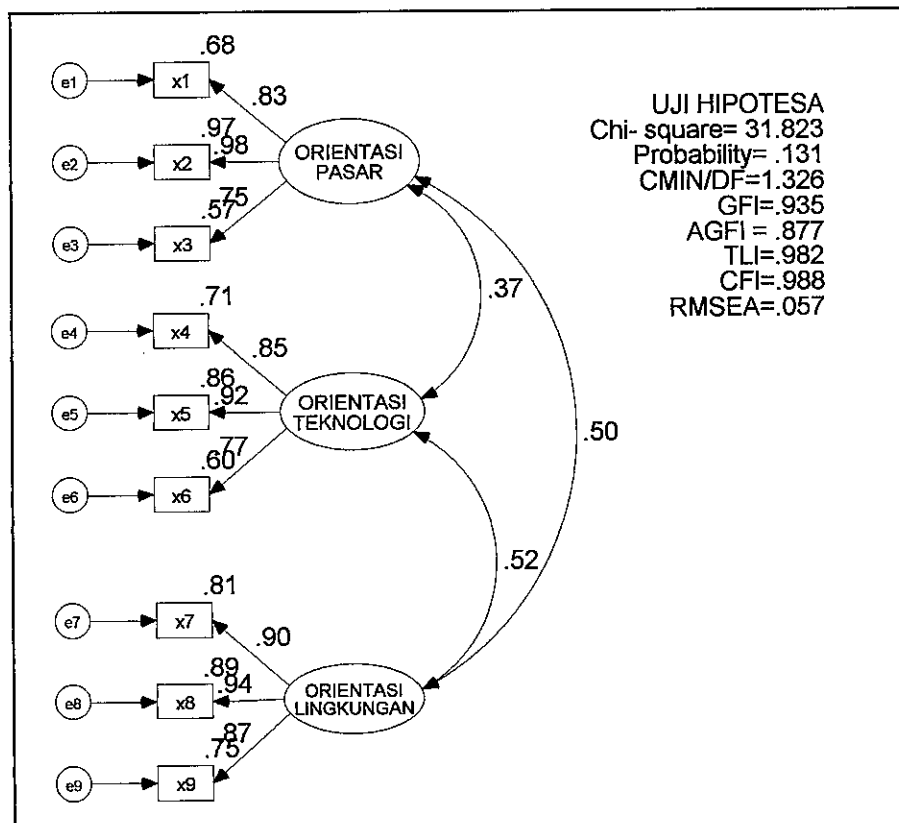 .68
e1
x1
.83
.97
.98
e2
x2
ORIENTASI
PASAR
.75
.57
e3
x3
UJI HIPOTESA
Chi- square= 31.823
Probability= .131
CMIN/DF=1.326
GFI=.935
AGFI = .877
TLI=.982
CFI=.988
RMSEA=.057
.37
.71
e4
x4
.85
.86
.92
e5
x5
ORIENTASI
TEKNOLOGI
.77
.60
e6
x6
.50
.52
.81
e7
x7
.90
.89
.94
e8
x8
ORIENTASI
LINGKUNGAN
.87
.75
e9
x9